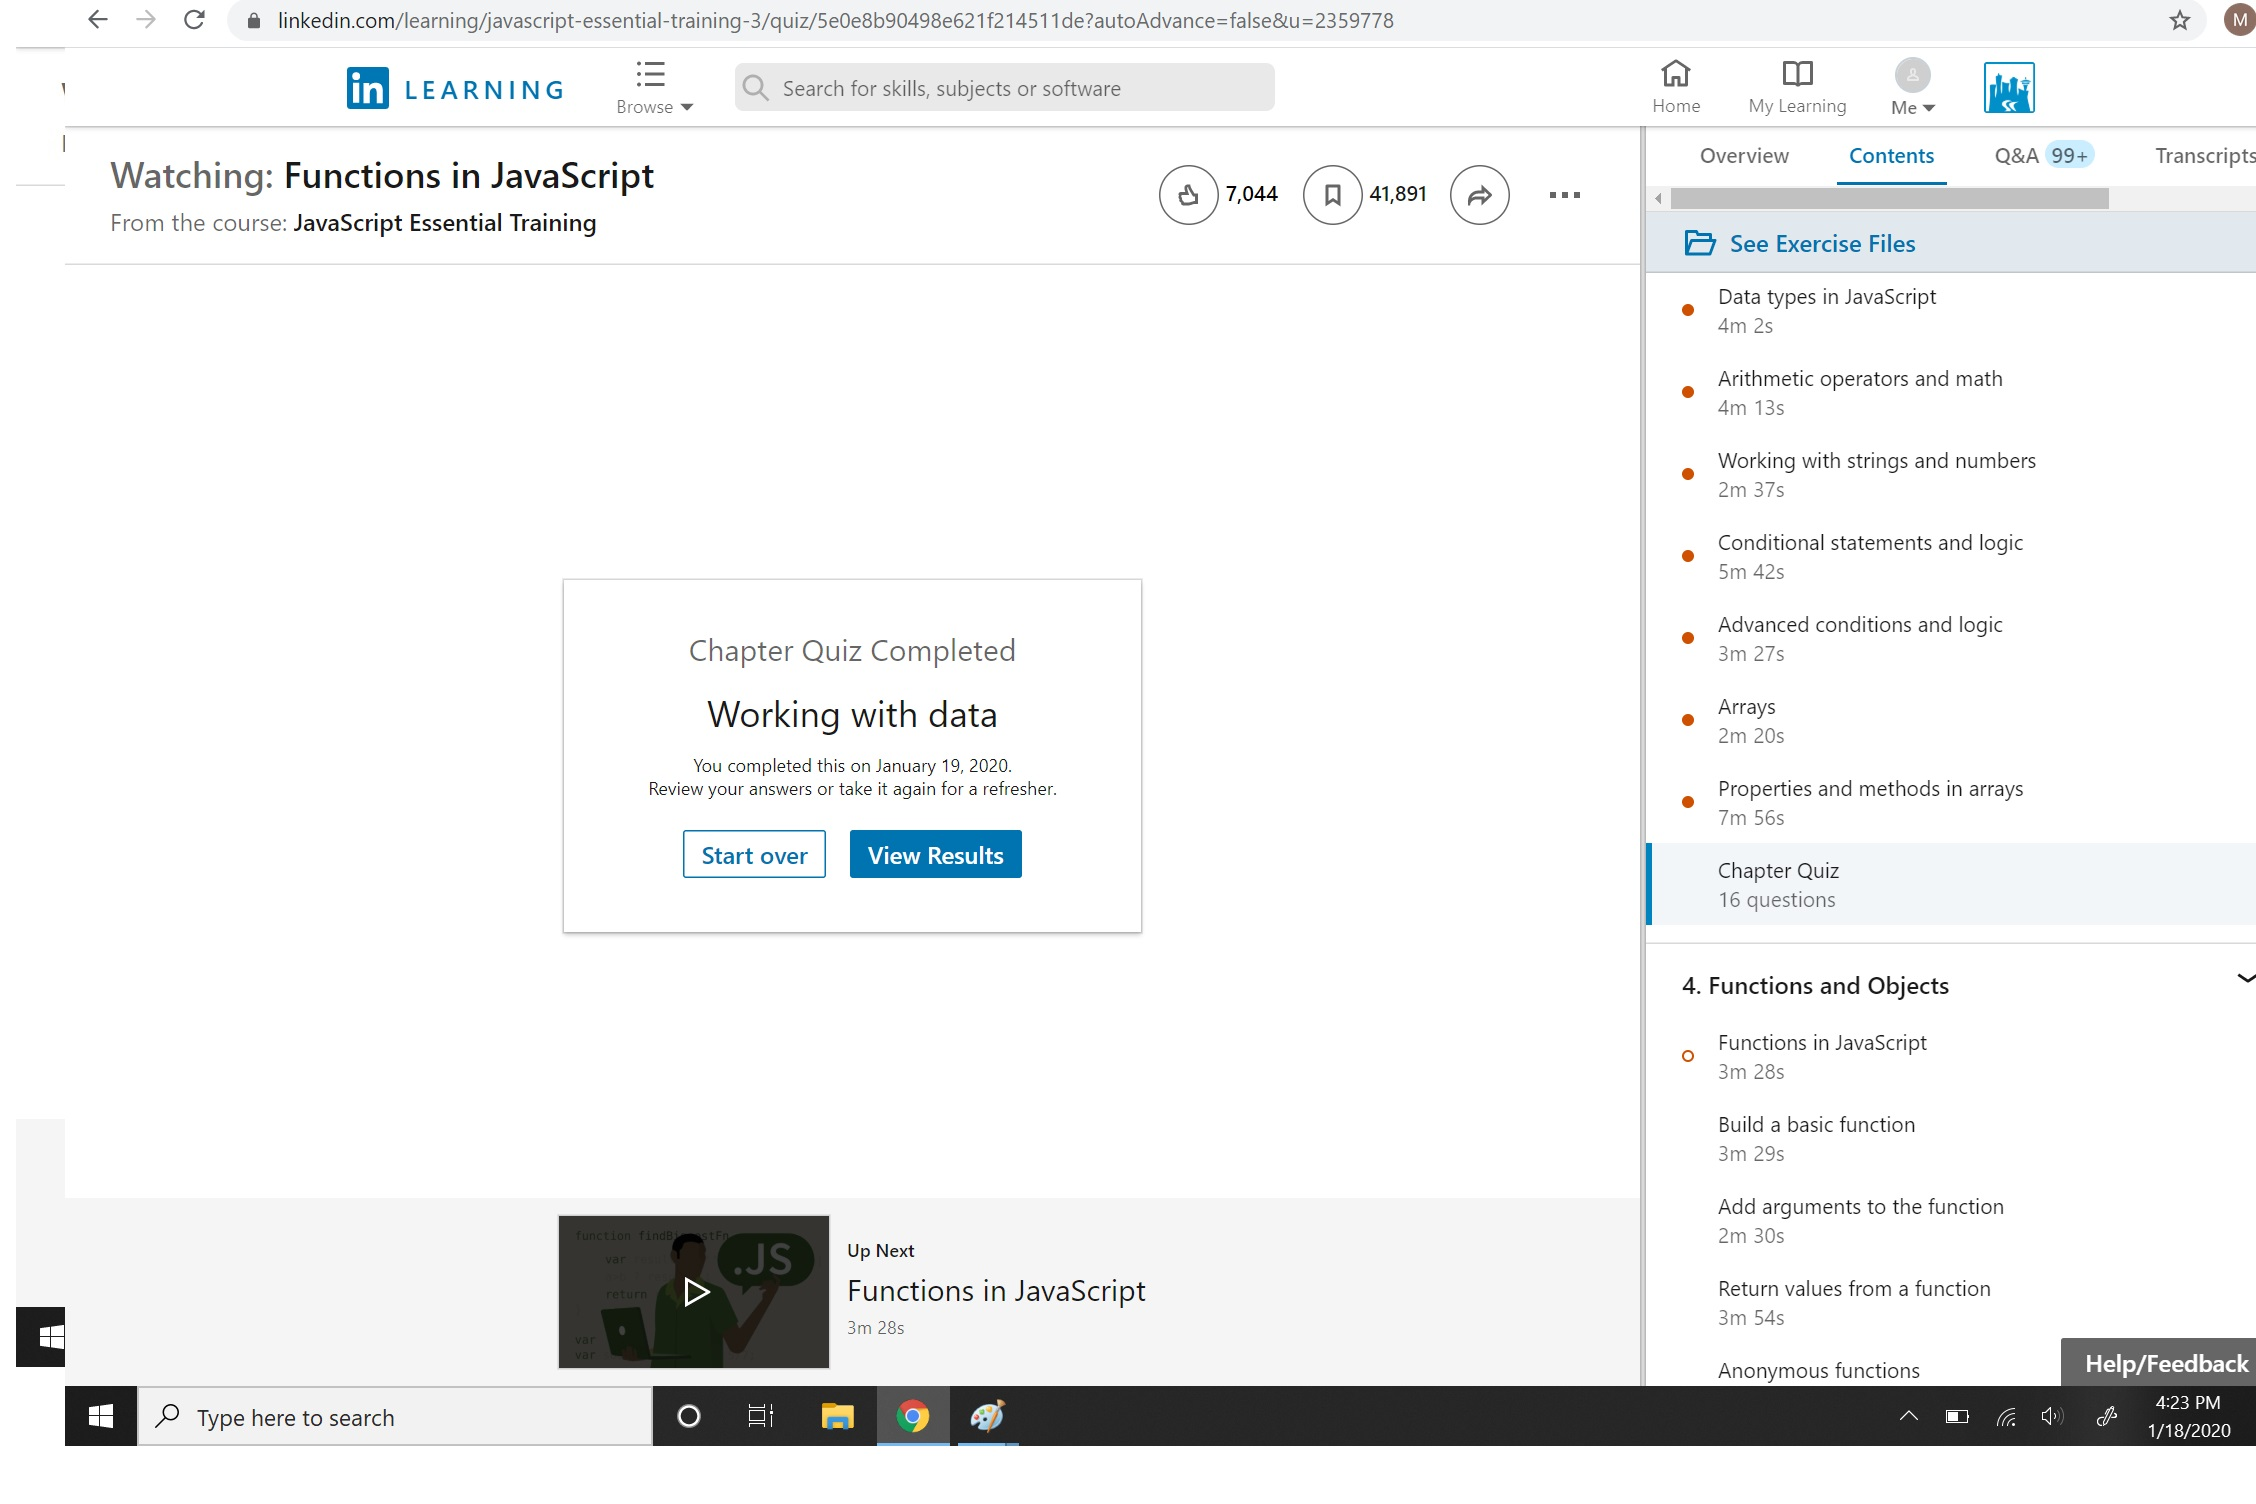 linkedin.com/learning/javascript-essential-training-3/quiz/5e0e8b90498e621f214511de?autoAdvance=false&u=2359778
M
in LEARNING
Browse
Search for skills, subjects or software
Home
My Learning
Me
Watching: Functions in JavaScript
From the course: JavaScript Essential Training
7,044
41,891
Overview
Contents
Q&A 99+
Transcripts
See Exercise Files
Data types in JavaScript
4m 2s
Arithmetic operators and math
4m 13s
Working with strings and numbers
2m 37s
Conditional statements and logic
5m 42s
Advanced conditions and logic
3m 27s
Arrays
2m 20s
Properties and methods in arrays
7m 56s
Chapter Quiz
16 questions
4. Functions and Objects
Functions in JavaScript
3m 28s
Build a basic function
3m 29s
Add arguments to the function
2m 30s
Return values from a function
3m 54s
Anonymous functions
Help/Feedback
Chapter Quiz Completed
Working with data
You completed this on January 19, 2020.
Review your answers or take it again for a refresher.
Start over
View Results
function
var
.JS
return
var
var
Up Next
Functions in JavaScript
3m 28s
Type here to search
4:23 PM
1/18/2020